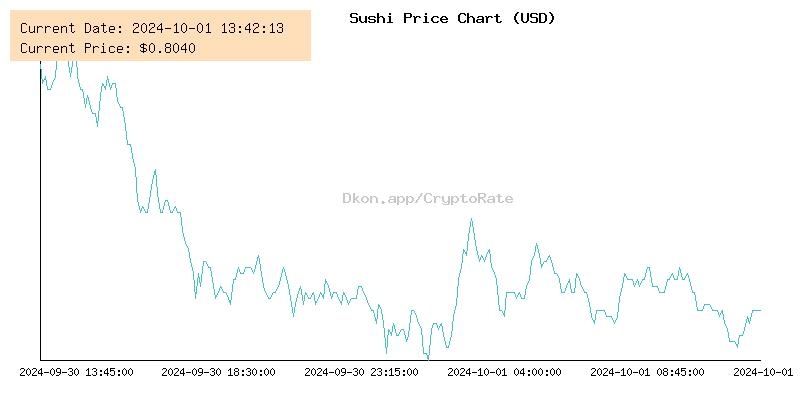 Sushi Price Chart (USD)
Current Date: 2024-10-01 13:42:13
Current Price: $0.8040
Dkon.app/CryptoRate
2024-09-30 13:45:00
2024-09-30 18:30:00
2024-09-30 23:15:00
2024-10-01 04:00:00
2024-10-01 08:45:00
2024-10-01